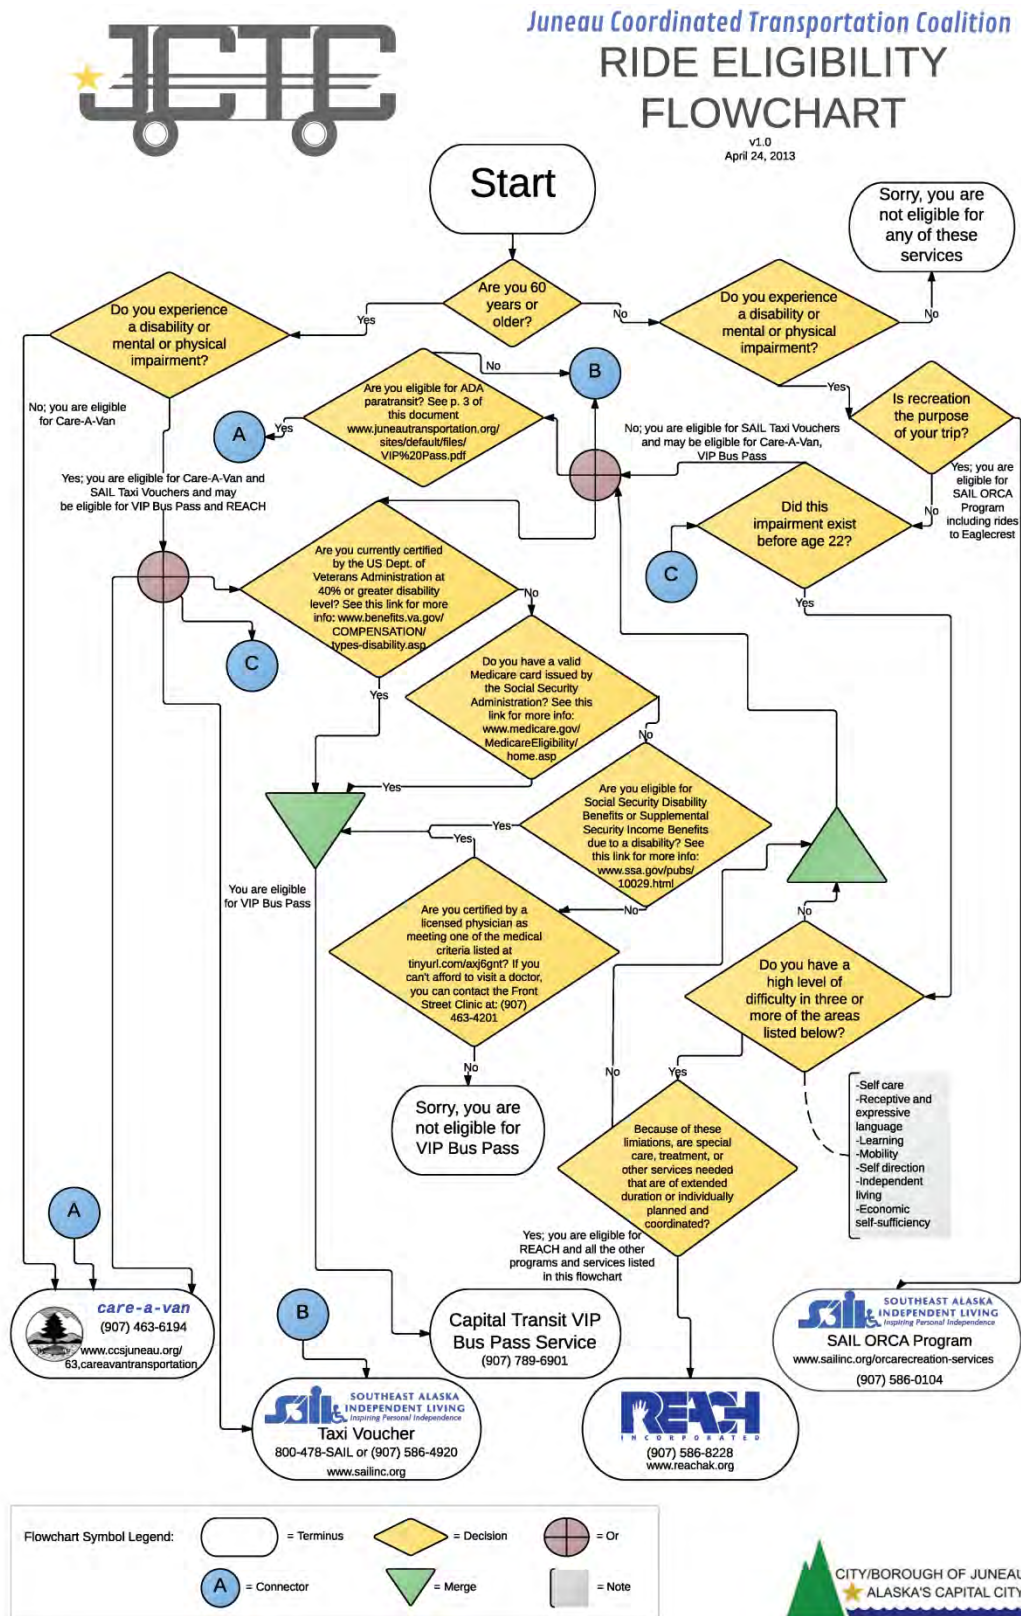 JCTC
Juneau Coordinated Transportation Coalition
RIDE ELIGIBILITY
FLOWCHART
v1.0
April 24, 2013
Start
Sorry, you are
not eligible for
any of these
services
Are you 60
years or
older?
Yes
No
Do you experience
a disability or
mental or physical
impairment?
Do you experience
a disability or
mental or physical
impairment?
No
Yes
No; you are eligible
for Care-A-Van
Yes; you are eligible for Care-A-Van and
SAIL Taxi Vouchers and may
be eligible for VIP Bus Pass and REACH
Are you eligible for ADA
paratransit? See p. 3 of
this document
www.juneautransportation.org/
sites/default/files/
VIP%20Pass.pdf
No
B
Yes
A
Is recreation
the purpose
of your trip?
No; you are eligible for SAIL Taxi Vouchers
and may be eligible for Care-A-Van,
VIP Bus Pass
Yes; you are
eligible for
SAIL ORCA
Program
including rides
to Eaglecrest
No
Did this
impairment exist
before age 22?
C
Yes
Are you currently certified
by the US Dept. of
Veterans Administration at
40% or greater disability
level? See this link for more
info: www.benefits.va.gov/
COMPENSATION/
types-disability.asp
No
C
Yes
Do you have a valid
Medicare card issued by
the Social Security
Administration? See this
link for more info:
www.medicare.gov/
MedicareEligibility/
home.asp
No
Yes
Are you eligible for
Social Security Disability
Benefits or Supplemental
Security Income Benefits
due to a disability? See
this link for more info:
www.ssa.gov/pubs/
10029.html
Yes
Yes
No
You are eligible
for VIP Bus Pass
Are you certified by a
licensed physician as
meeting one of the medical
criteria listed at
tinyurl.com/axj6gnt? If you
can't afford to visit a doctor,
you can contact the Front
Street Clinic at: (907)
463-4201
No
Sorry, you are
not eligible for
VIP Bus Pass
No
Do you have a
high level of
difficulty in three or
more of the areas
listed below?
Yes
No
-Self care
-Receptive and
expressive
language
-Learning
-Mobility
-Self direction
-Independent
living
-Economic
self-sufficiency
Because of these
limiations, are special
care, treatment, or
other services needed
that are of extended
duration or individually
planned and
coordinated?
Yes; you are eligible for
REACH and all the other
programs and services listed
in this flowchart
A
care-a-van
(907) 463-6194
www.ccsjuneau.org/
63,careavantransportation
B
Capital Transit VIP
Bus Pass Service
(907) 789-6901
sail
SOUTHEAST ALASKA
INDEPENDENT LIVING
Inspiring Personal Independence
SAIL ORCA Program
www.sailinc.org/orcarecreation-services
(907) 586-0104
sail
SOUTHEAST ALASKA
INDEPENDENT LIVING
Inspiring Personal Independence
Taxi Voucher
800-478-SAIL or (907) 586-4920
www.sailinc.org
REACH
INCORPORATED
(907) 586-8228
www.reachak.org
Flowchart Symbol Legend:
= Terminus
= Decision
= Or
A
= Connector
= Merge
= Note
CITY/BOROUGH OF JUNEAU
ALASKA'S CAPITAL CITY